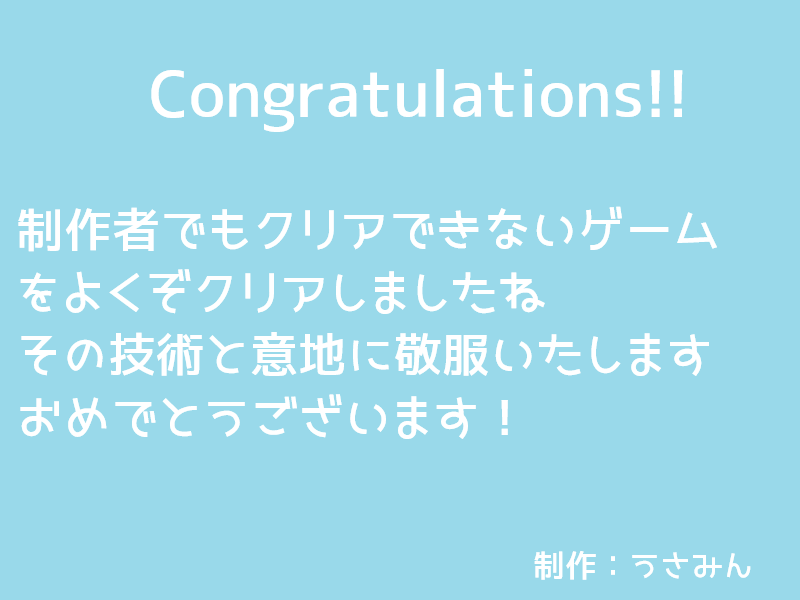 Congratulations!!
制作者でもクリアできないゲーム
をよくぞクリアしましたね
その技術と意地に敬服いたします
おめでとうございます！
制作：うさみん